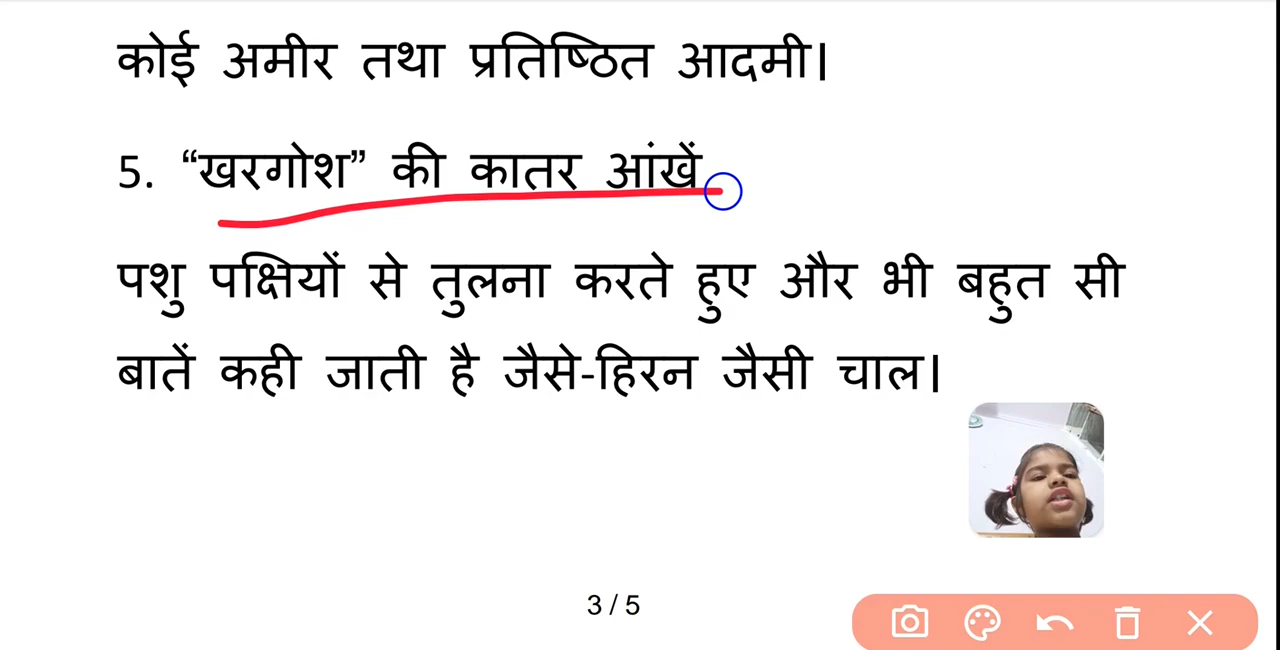 कोई अमीर तथा प्रतिष्ठित आदमी।
5. “खरगोश” की कातर आंखें
पशु पक्षियों से तुलना करते हुए और भी बहुत सी
बातें कही जाती है जैसे-हिरन जैसी चाल।
3 / 5